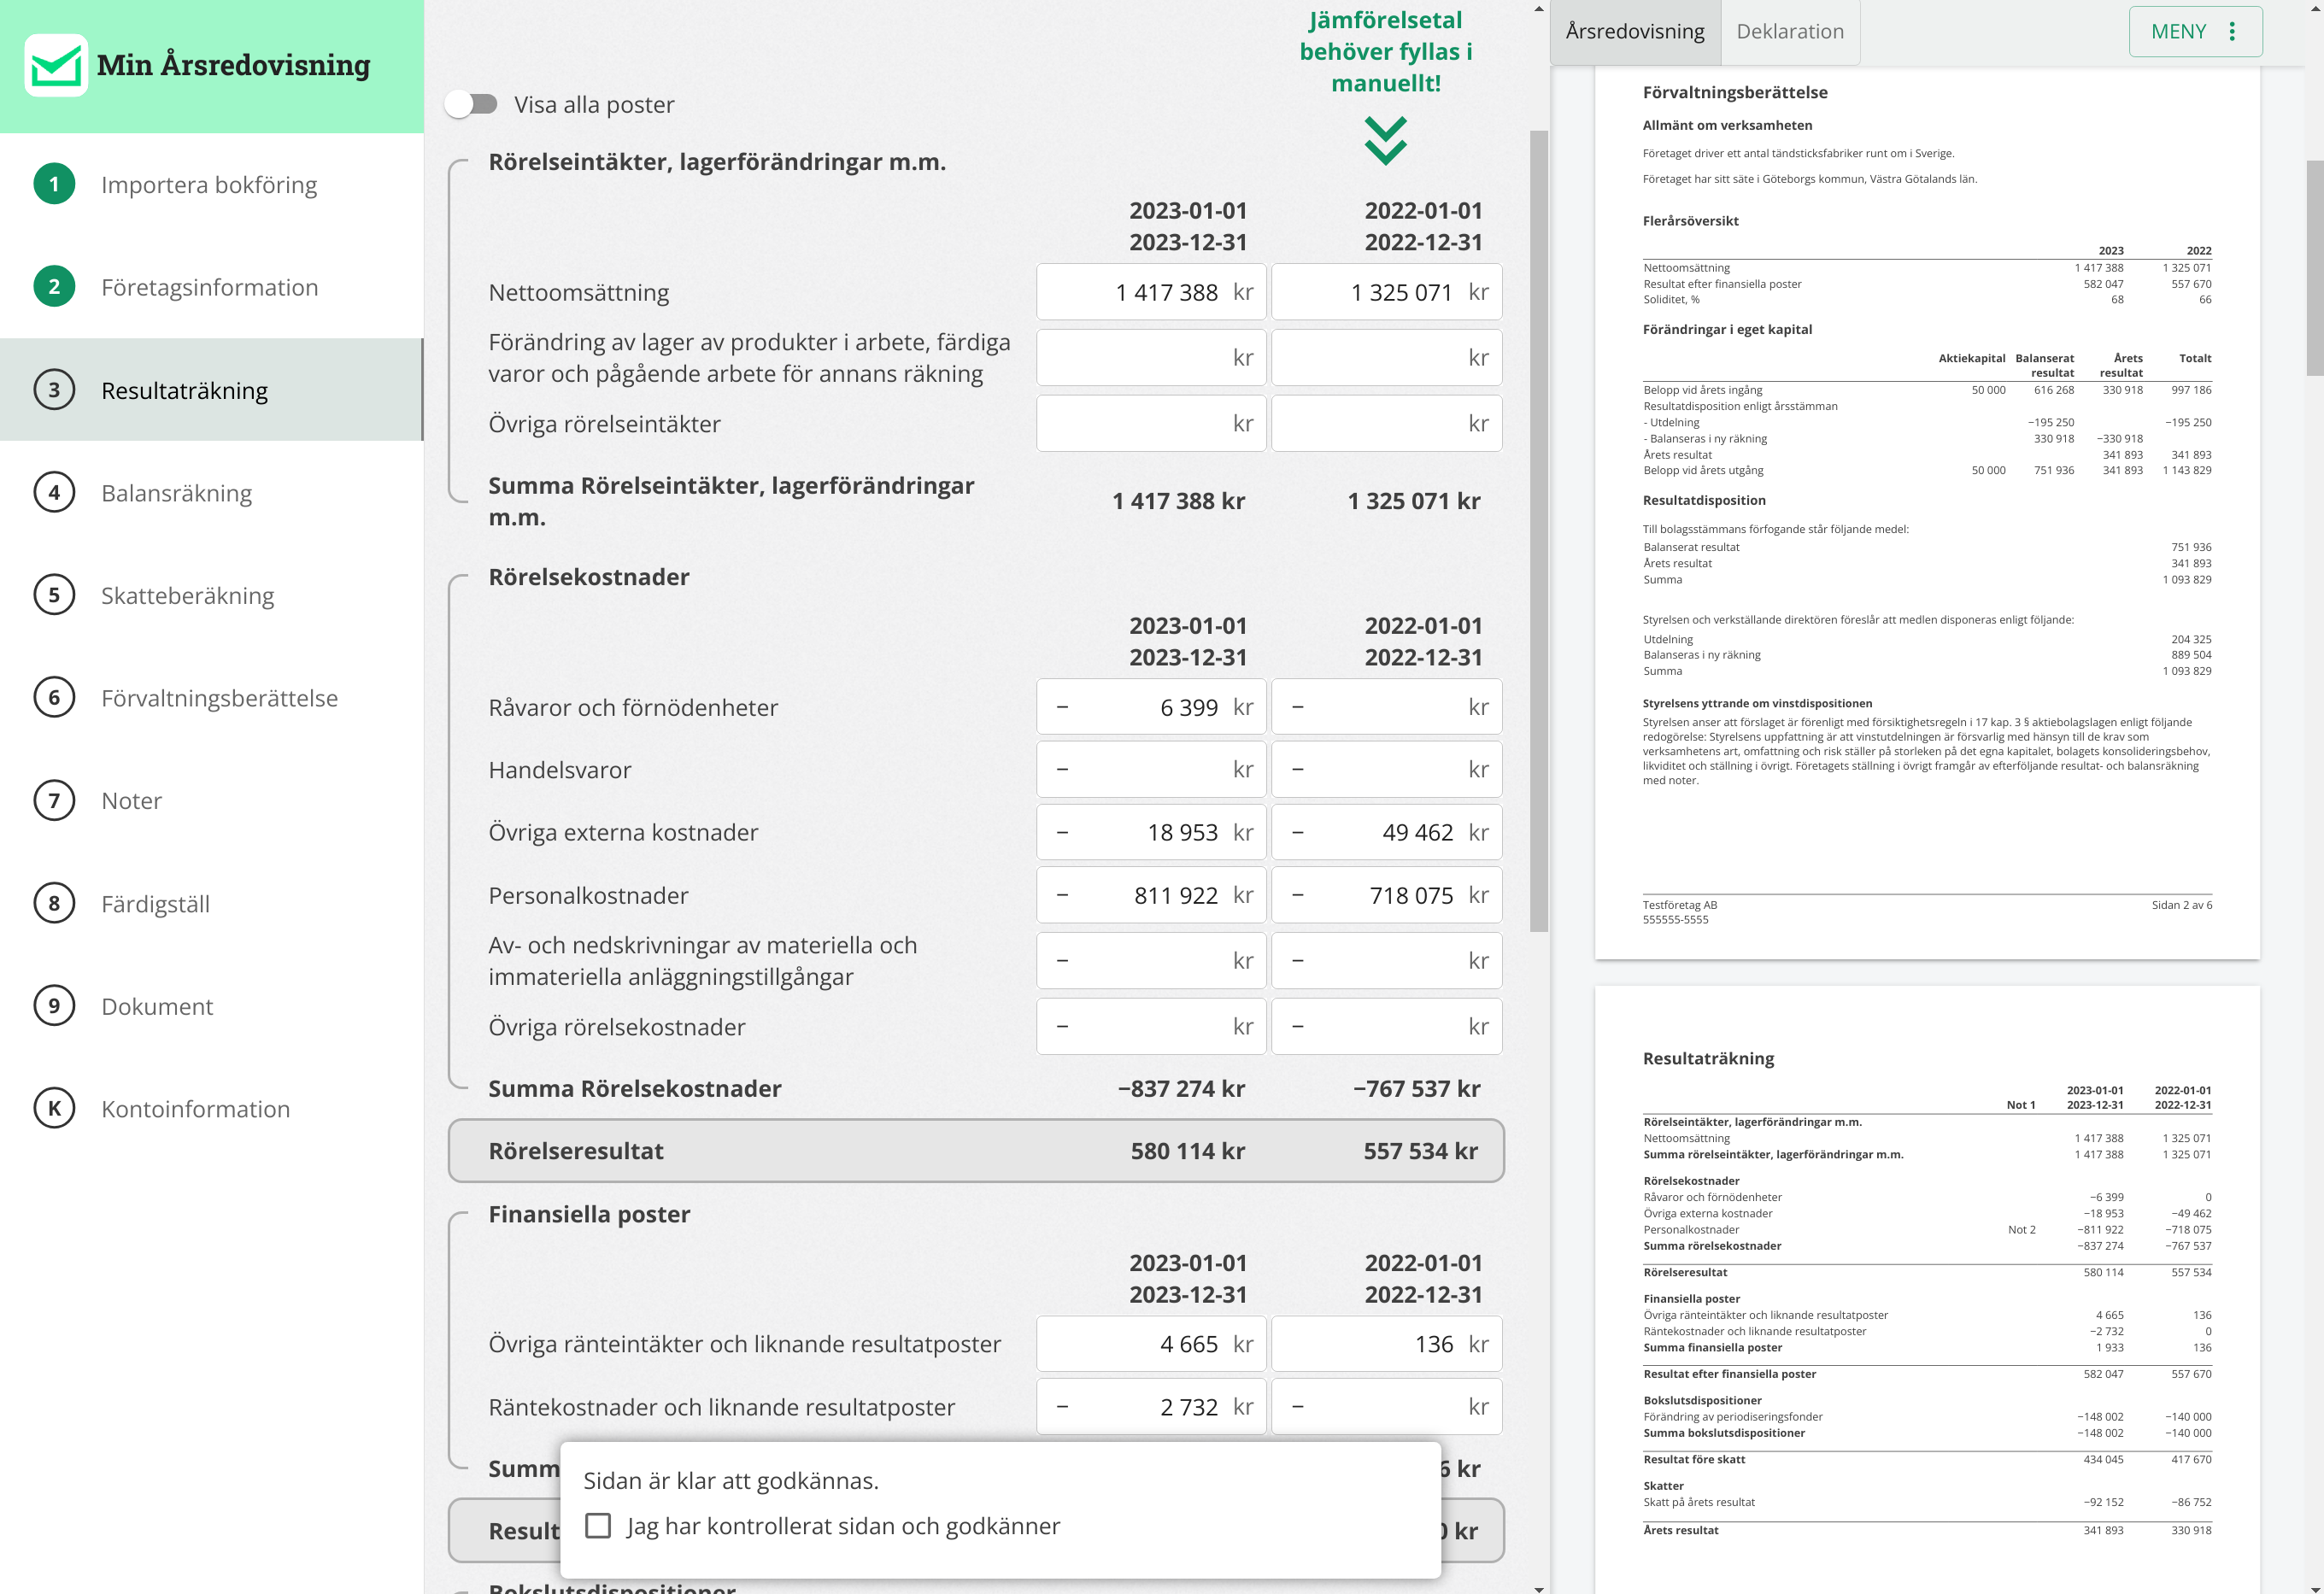 Min Årsredovisning
1 Importera bokföring
2 Företagsinformation
3 Resultaträkning
4 Balansräkning
5 Skatteberäkning
6 Förvaltningsberättelse
7 Noter
8 Färdigställ
9 Dokument
K Kontoinformation
Jämförelsetal
behöver fyllas i
manuellt!
Visa alla poster
Rörelseintäkter, lagerförändringar m.m.
2023-01-01 2022-01-01
2023-12-31 2022-12-31
Nettoomsättning 1 417 388 kr 1 325 071 kr
Förändring av lager av produkter i arbete, färdiga
varor och pågående arbete för annans räkning kr kr
Övriga rörelseintäkter kr kr
Summa Rörelseintäkter, lagerförändringar
m.m. 1 417 388 kr 1 325 071 kr
Rörelsekostnader
2023-01-01 2022-01-01
2023-12-31 2022-12-31
Råvaror och förnödenheter − 6 399 kr − kr
Handelsvaror − kr − kr
Övriga externa kostnader − 18 953 kr − 49 462 kr
Personalkostnader − 811 922 kr − 718 075 kr
Av- och nedskrivningar av materiella och
immateriella anläggningstillgångar − kr − kr
Övriga rörelsekostnader − kr − kr
Summa Rörelsekostnader −837 274 kr −767 537 kr
Rörelseresultat 580 114 kr 557 534 kr
Finansiella poster
2023-01-01 2022-01-01
2023-12-31 2022-12-31
Övriga ränteintäkter och liknande resultatposter 4 665 kr 136 kr
Räntekostnader och liknande resultatposter − 2 732 kr − kr
Summ 6 kr
Result 0 kr
Bokslutsdispositioner
Sidan är klar att godkännas.
Jag har kontrollerat sidan och godkänner
Årsredovisning Deklaration MENY
Förvaltningsberättelse
Allmänt om verksamheten
Företaget driver ett antal tändsticksfabriker runt om i Sverige.
Företaget har sitt säte i Göteborgs kommun, Västra Götalands län.
Flerårsöversikt
2023 2022
Nettoomsättning 1 417 388 1 325 071
Resultat efter finansiella poster 582 047 557 670
Soliditet, % 68 66
Förändringar i eget kapital
Aktiekapital Balanserat Årets Totalt
resultat resultat
Belopp vid årets ingång 50 000 616 268 330 918 997 186
Resultatdisposition enligt årsstämman
- Utdelning −195 250 −195 250
- Balanseras i ny räkning 330 918 −330 918
Årets resultat 341 893 341 893
Belopp vid årets utgång 50 000 751 936 341 893 1 143 829
Resultatdisposition
Till bolagsstämmans förfogande står följande medel:
Balanserat resultat 751 936
Årets resultat 341 893
Summa 1 093 829
Styrelsen och verkställande direktören föreslår att medlen disponeras enligt följande:
Utdelning 204 325
Balanseras i ny räkning 889 504
Summa 1 093 829
Styrelsens yttrande om vinstdispositionen
Styrelsen anser att förslaget är förenligt med försiktighetsregeln i 17 kap. 3 § aktiebolagslagen enligt följande
redogörelse: Styrelsens uppfattning är att vinstutdelningen är försvarlig med hänsyn till de krav som
verksamhetens art, omfattning och risk ställer på storleken på det egna kapitalet, bolagets konsolideringsbehov,
likviditet och ställning i övrigt. Företagets ställning i övrigt framgår av efterföljande resultat- och balansräkning
med noter.
Testföretag AB Sidan 2 av 6
555555-5555
Resultaträkning
2023-01-01 2022-01-01
Not 1 2023-12-31 2022-12-31
Rörelseintäkter, lagerförändringar m.m.
Nettoomsättning 1 417 388 1 325 071
Summa rörelseintäkter, lagerförändringar m.m. 1 417 388 1 325 071
Rörelsekostnader
Råvaror och förnödenheter −6 399 0
Övriga externa kostnader −18 953 −49 462
Personalkostnader Not 2 −811 922 −718 075
Summa rörelsekostnader −837 274 −767 537
Rörelseresultat 580 114 557 534
Finansiella poster
Övriga ränteintäkter och liknande resultatposter 4 665 136
Räntekostnader och liknande resultatposter −2 732 0
Summa finansiella poster 1 933 136
Resultat efter finansiella poster 582 047 557 670
Bokslutsdispositioner
Förändring av periodiseringsfonder −148 002 −140 000
Summa bokslutsdispositioner −148 002 −140 000
Resultat före skatt 434 045 417 670
Skatter
Skatt på årets resultat −92 152 −86 752
Årets resultat 341 893 330 918